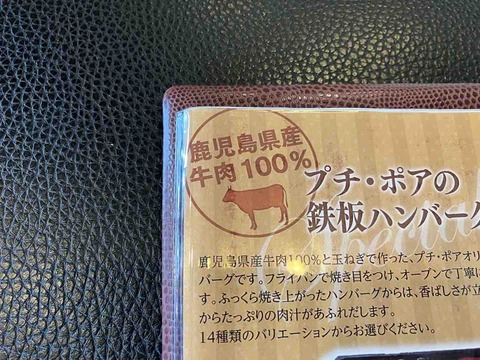 鹿児島県産
牛肉100%
プチ・ポアの
鉄板ハンバーグ
鹿児島県産牛肉100%と玉ねぎで作った、プチ・ポアオリ
バーグです。フライパンで焼き目をつけ、オーブンで丁寧に
す。ふっくら焼き上がったハンバーグからは、香ばしさが立
からたっぷりの肉汁があふれだします。
14種類のバリエーションからお選びください。